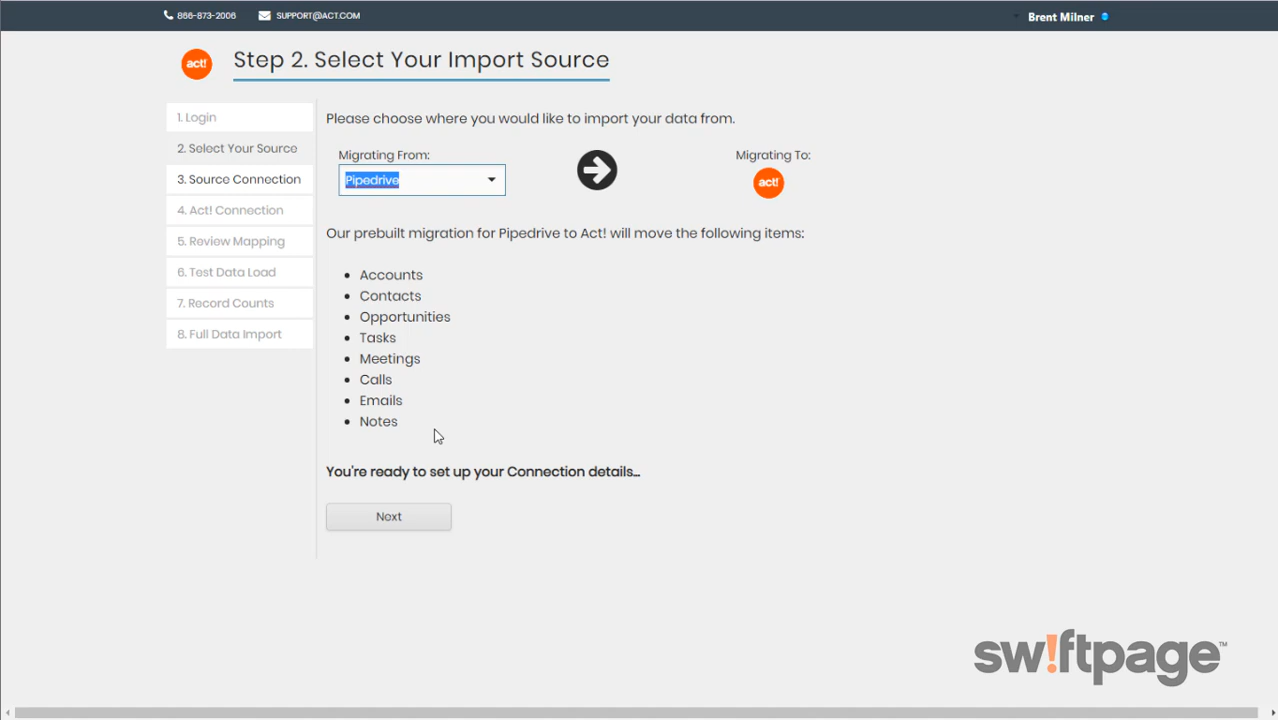 866-873-2006 SUPPORT@ACT.COM Brent Milner
act! Step 2. Select Your Import Source
1. Login
2. Select Your Source
3. Source Connection
4. Act! Connection
5. Review Mapping
6. Test Data Load
7. Record Counts
8. Full Data Import
Please choose where you would like to import your data from.
Migrating From: Migrating To:
Pipedrive act!
Our prebuilt migration for Pipedrive to Act! will move the following items:
• Accounts
• Contacts
• Opportunities
• Tasks
• Meetings
• Calls
• Emails
• Notes
You're ready to set up your Connection details...
Next
sw!ftpage™